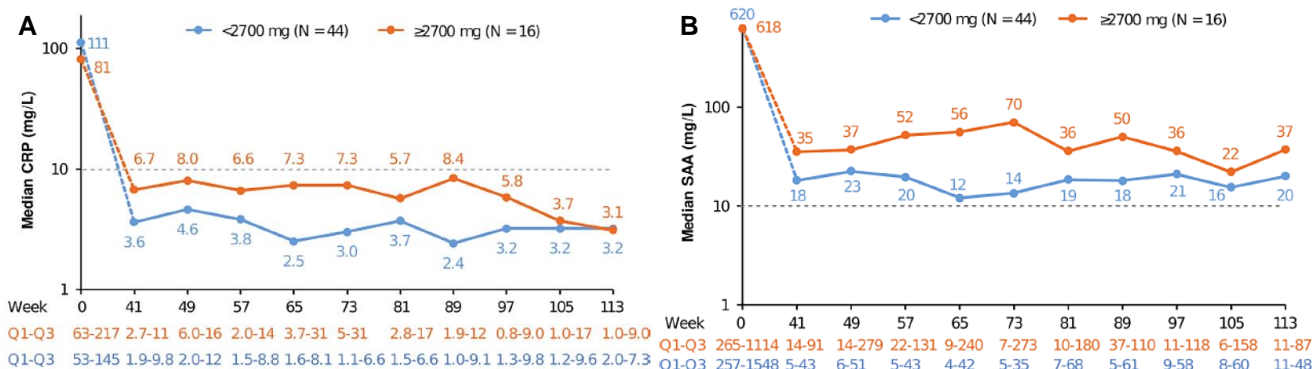 A
<2700 mg (N = 44)
≥2700 mg (N = 16)
Median CRP (mg/L)
100
10
1
111
81
6.7 8.0 6.6 7.3 7.3 5.7 8.4 5.8 3.7 3.1
3.6 4.6 3.8 2.5 3.0 3.7 2.4 3.2 3.2 3.2
Week 0 41 49 57 65 73 81 89 97 105 113
Q1-Q3 63-217 2.7-11 6.0-16 2.0-14 3.7-31 5-31 2.8-17 1.9-12 0.8-9.0 1.0-17 1.0-9.0
Q1-Q3 53-145 1.9-9.8 2.0-12 1.5-8.8 1.6-8.1 1.1-6.6 1.5-6.6 1.0-9.1 1.3-9.8 1.2-9.6 2.0-7.3
B
<2700 mg (N = 44)
≥2700 mg (N = 16)
Median SAA (mg/L)
100
10
1
620
618
35 37 52 56 70 36 50 36 22 37
18 23 20 12 14 19 18 21 16 20
Week 0 41 49 57 65 73 81 89 97 105 113
Q1-Q3 265-1114 14-91 14-279 22-131 9-240 7-273 10-180 37-110 11-118 6-158 11-87
Q1-Q3 257-1548 5-43 6-51 5-43 4-42 5-35 7-68 5-61 9-58 8-60 11-48